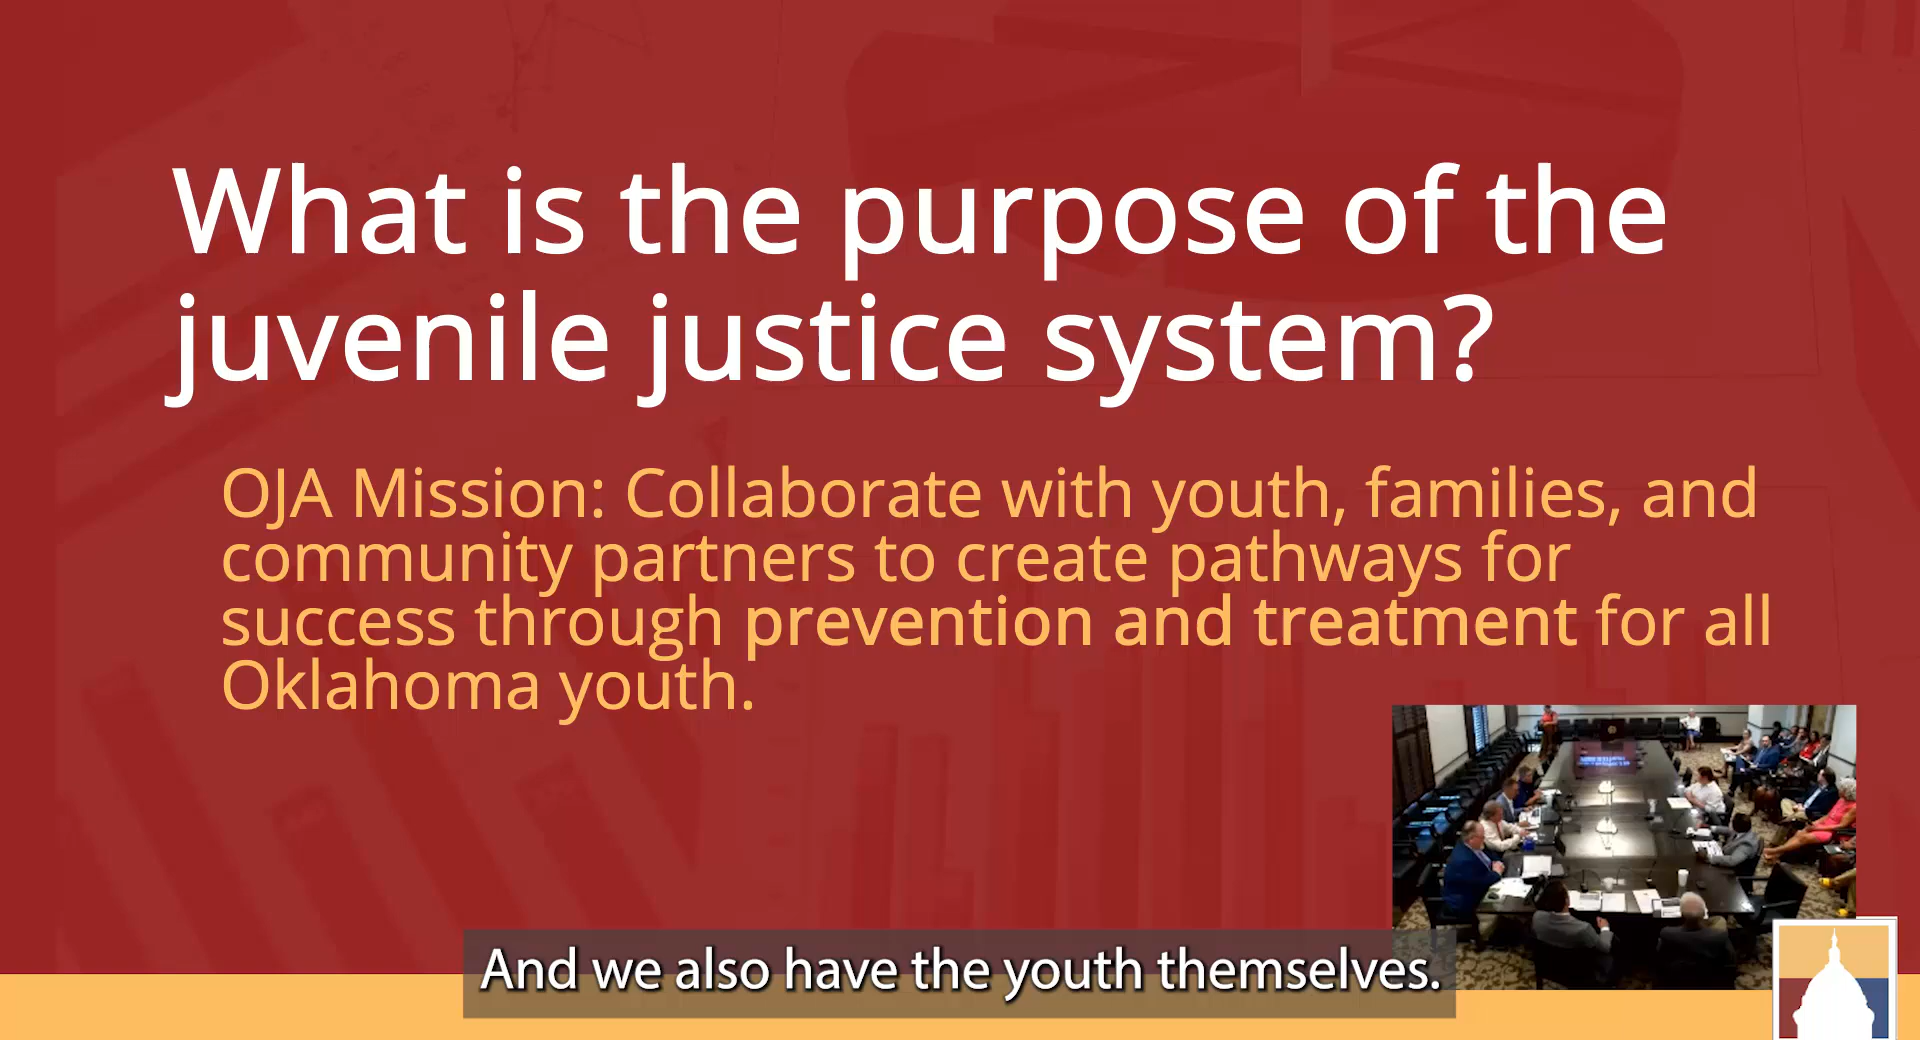 What is the purpose of the
juvenile justice system?
OJA Mission: Collaborate with youth, families, and
community partners to create pathways for
success through prevention and treatment for all
Oklahoma youth.
And we also have the youth themselves.